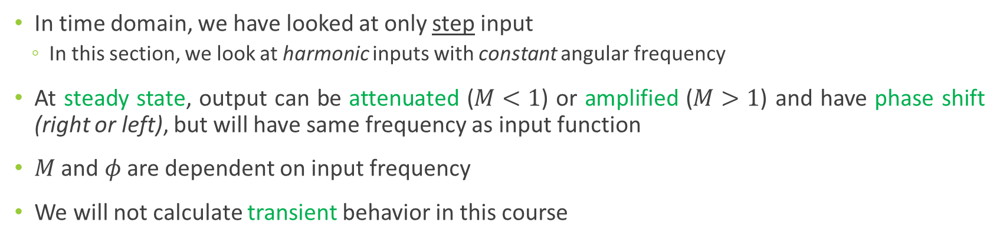 • In time domain, we have looked at only step input
◦ In this section, we look at harmonic inputs with constant angular frequency
• At steady state, output can be attenuated (M < 1) or amplified (M > 1) and have phase shift
(right or left), but will have same frequency as input function
• M and ϕ are dependent on input frequency
• We will not calculate transient behavior in this course